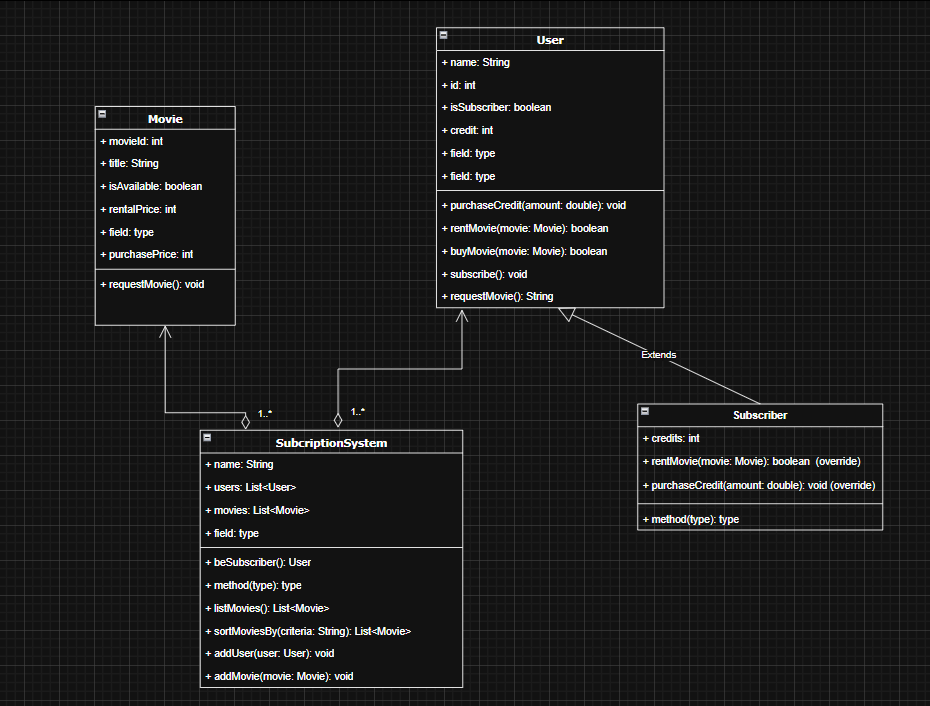 User
+ name: String
+ id: int
+ isSubscriber: boolean
+ credit: int
+ field: type
+ field: type
+ purchaseCredit(amount: double): void
+ rentMovie(movie: Movie): boolean
+ buyMovie(movie: Movie): boolean
+ subscribe(): void
+ requestMovie(): String
Movie
+ movieId: int
+ title: String
+ isAvailable: boolean
+ rentalPrice: int
+ field: type
+ purchasePrice: int
+ requestMovie(): void
Extends
1..*
1..*
Subscriber
+ credits: int
+ rentMovie(movie: Movie): boolean (override)
+ purchaseCredit(amount: double): void (override)
+ method(type): type
SubcriptionSystem
+ name: String
+ users: List<User>
+ movies: List<Movie>
+ field: type
+ beSubscriber(): User
+ method(type): type
+ listMovies(): List<Movie>
+ sortMoviesBy(criteria: String): List<Movie>
+ addUser(user: User): void
+ addMovie(movie: Movie): void